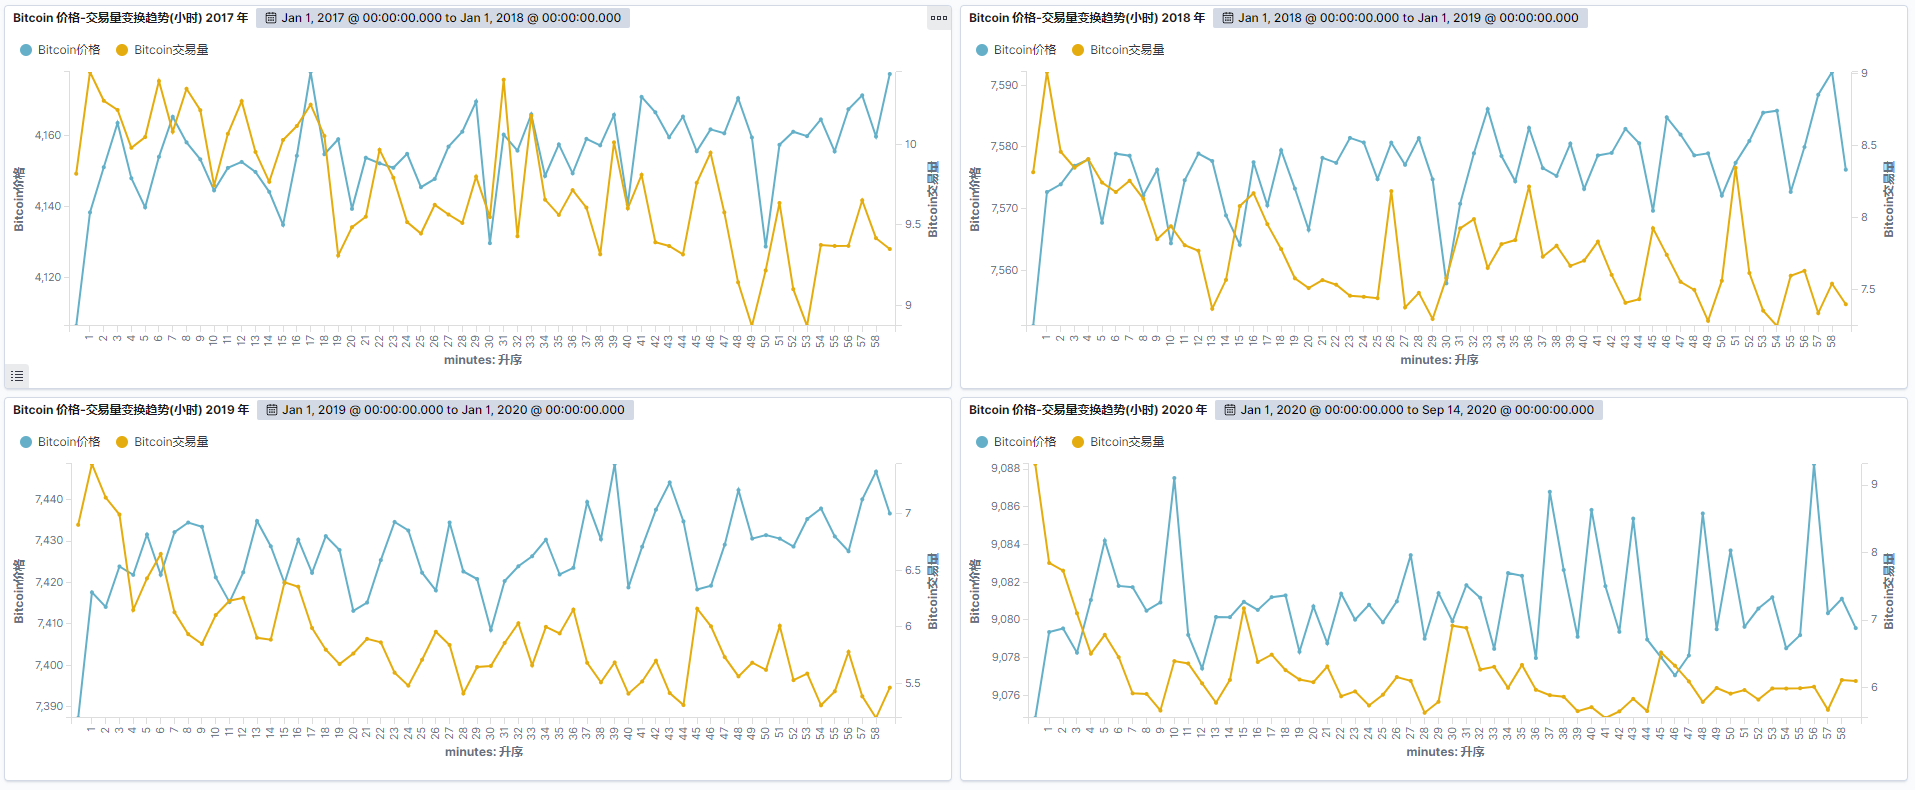 Bitcoin 价格-交易量变换趋势(小时) 2017 年 Jan 1, 2017 @ 00:00:00.000 to Jan 1, 2018 @ 00:00:00.000
Bitcoin价格 Bitcoin交易量
4,160
4,140
4,120
Bitcoin价格
10
9.5
9
Bitcoin交易量
1 2 3 4 5 6 7 8 9 10 11 12 13 14 15 16 17 18 19 20 21 22 23 24 25 26 27 28 29 30 31 32 33 34 35 36 37 38 39 40 41 42 43 44 45 46 47 48 49 50 51 52 53 54 55 56 57 58
minutes: 升序
Bitcoin 价格-交易量变换趋势(小时) 2018 年 Jan 1, 2018 @ 00:00:00.000 to Jan 1, 2019 @ 00:00:00.000
Bitcoin价格 Bitcoin交易量
7,590
7,580
7,570
7,560
Bitcoin价格
9
8.5
8
7.5
Bitcoin交易量
1 2 3 4 5 6 7 8 9 10 11 12 13 14 15 16 17 18 19 20 21 22 23 24 25 26 27 28 29 30 31 32 33 34 35 36 37 38 39 40 41 42 43 44 45 46 47 48 49 50 51 52 53 54 55 56 57 58
minutes: 升序
Bitcoin 价格-交易量变换趋势(小时) 2019 年 Jan 1, 2019 @ 00:00:00.000 to Jan 1, 2020 @ 00:00:00.000
Bitcoin价格 Bitcoin交易量
7,440
7,430
7,420
7,410
7,400
7,390
Bitcoin价格
7
6.5
6
5.5
Bitcoin交易量
1 2 3 4 5 6 7 8 9 10 11 12 13 14 15 16 17 18 19 20 21 22 23 24 25 26 27 28 29 30 31 32 33 34 35 36 37 38 39 40 41 42 43 44 45 46 47 48 49 50 51 52 53 54 55 56 57 58
minutes: 升序
Bitcoin 价格-交易量变换趋势(小时) 2020 年 Jan 1, 2020 @ 00:00:00.000 to Sep 14, 2020 @ 00:00:00.000
Bitcoin价格 Bitcoin交易量
9,088
9,086
9,084
9,082
9,080
9,078
9,076
Bitcoin价格
9
8
7
6
Bitcoin交易量
1 2 3 4 5 6 7 8 9 10 11 12 13 14 15 16 17 18 19 20 21 22 23 24 25 26 27 28 29 30 31 32 33 34 35 36 37 38 39 40 41 42 43 44 45 46 47 48 49 50 51 52 53 54 55 56 57 58
minutes: 升序